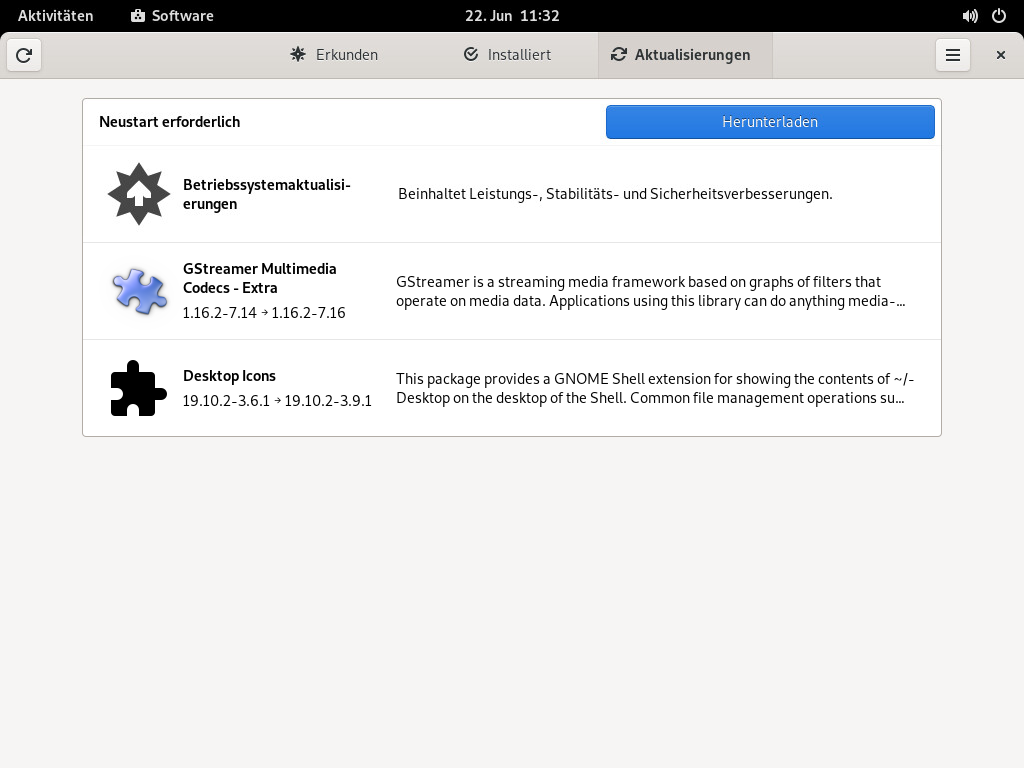 Aktivitäten Software 22. Jun 11:32
Erkunden Installiert Aktualisierungen
Neustart erforderlich Herunterladen
Betriebssystemaktualisi-
erungen
Beinhaltet Leistungs-, Stabilitäts- und Sicherheitsverbesserungen.
GStreamer Multimedia
Codecs - Extra
1.16.2-7.14 → 1.16.2-7.16
GStreamer is a streaming media framework based on graphs of filters that
operate on media data. Applications using this library can do anything media-...
Desktop Icons
19.10.2-3.6.1 → 19.10.2-3.9.1
This package provides a GNOME Shell extension for showing the contents of ~/-
Desktop on the desktop of the Shell. Common file management operations su...